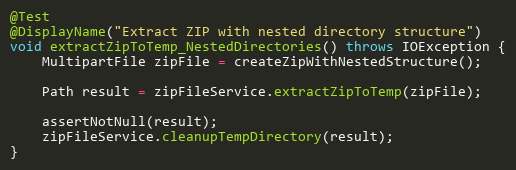 @Test
@DisplayName("Extract ZIP with nested directory structure")
void extractZipToTemp_NestedDirectories() throws IOException {
    MultipartFile zipFile = createZipWithNestedStructure();

    Path result = zipFileService.extractZipToTemp(zipFile);

    assertNotNull(result);
    zipFileService.cleanupTempDirectory(result);
}